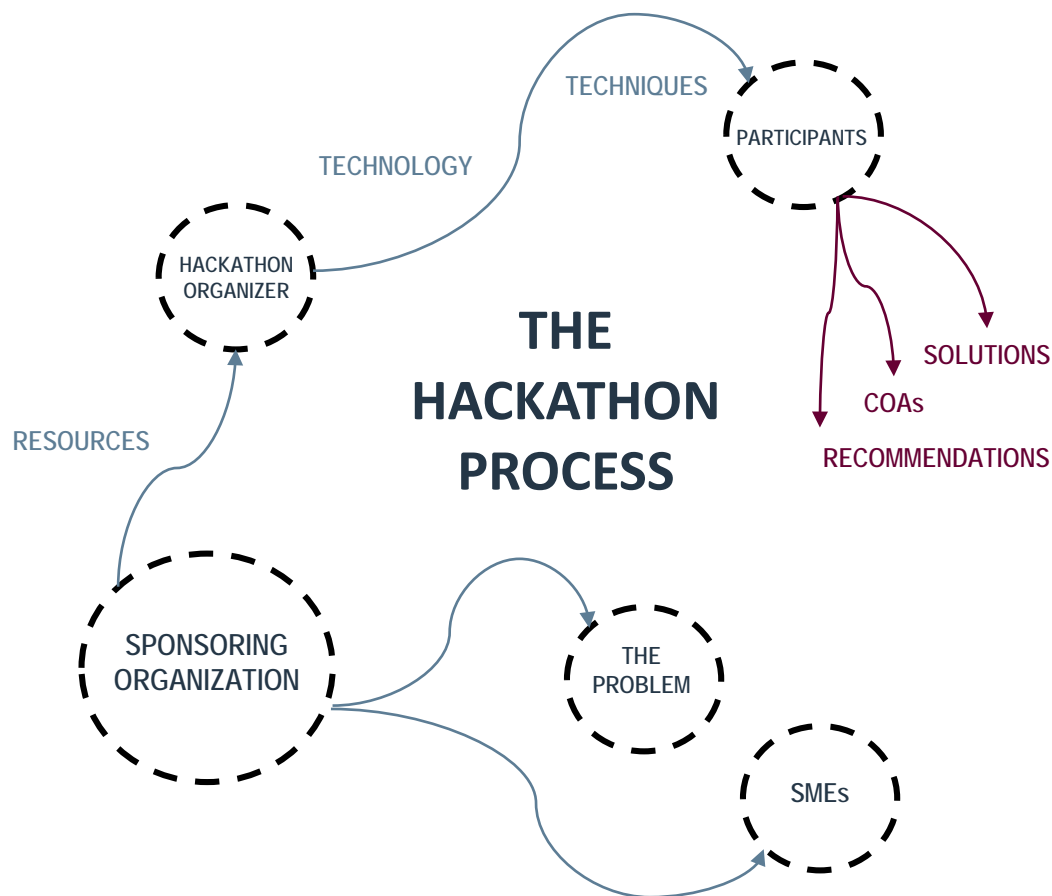 TECHNIQUES
PARTICIPANTS
TECHNOLOGY
HACKATHON
ORGANIZER
THE
HACKATHON
PROCESS
SOLUTIONS
COAs
RECOMMENDATIONS
RESOURCES
SPONSORING
ORGANIZATION
THE
PROBLEM
SMEs